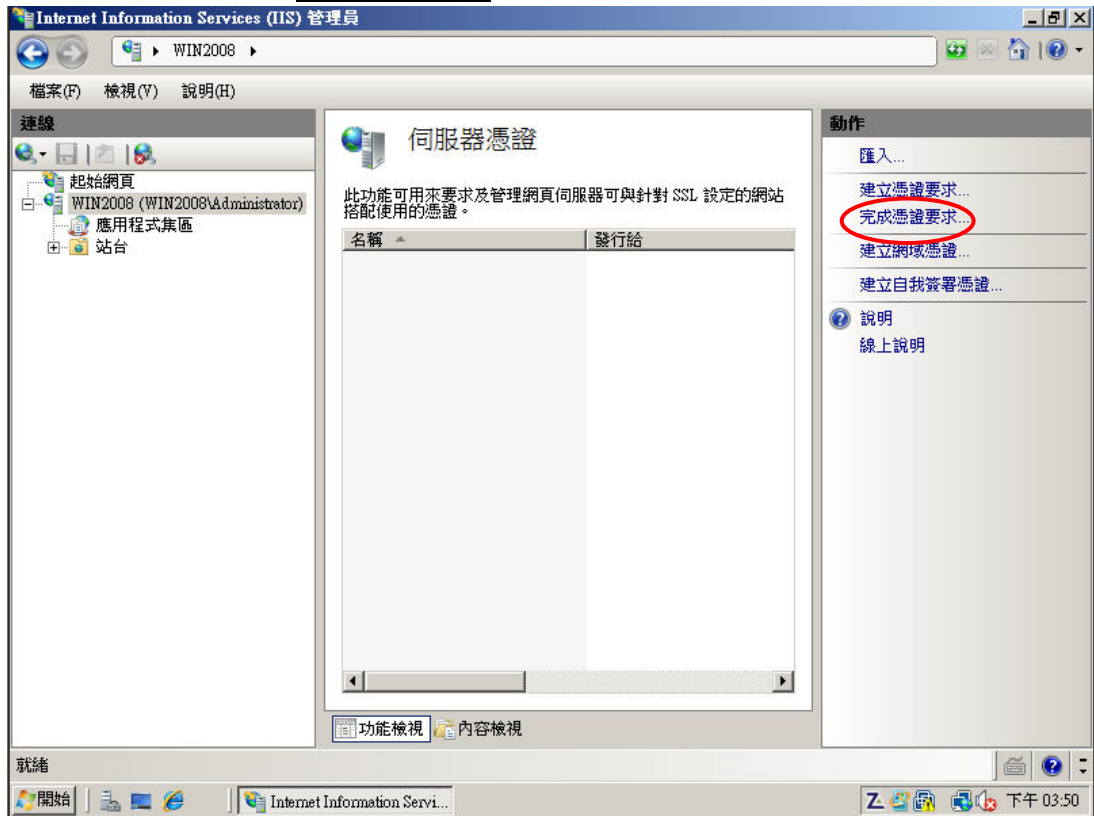 Internet Information Services (IIS) 管理員
WIN2008
檔案(F) 檢視(V) 說明(H)
連線
起始網頁
WIN2008 (WIN2008\Administrator)
應用程式集區
站台
伺服器憑證
此功能可用來要求及管理網頁伺服器可與針對 SSL 設定的網站
搭配使用的憑證。
名稱 發行給
功能檢視 內容檢視
動作
匯入...
建立憑證要求...
完成憑證要求...
建立網域憑證...
建立自我簽署憑證...
說明
線上說明
就緒
開始 Internet Information Servi... 下午 03:50